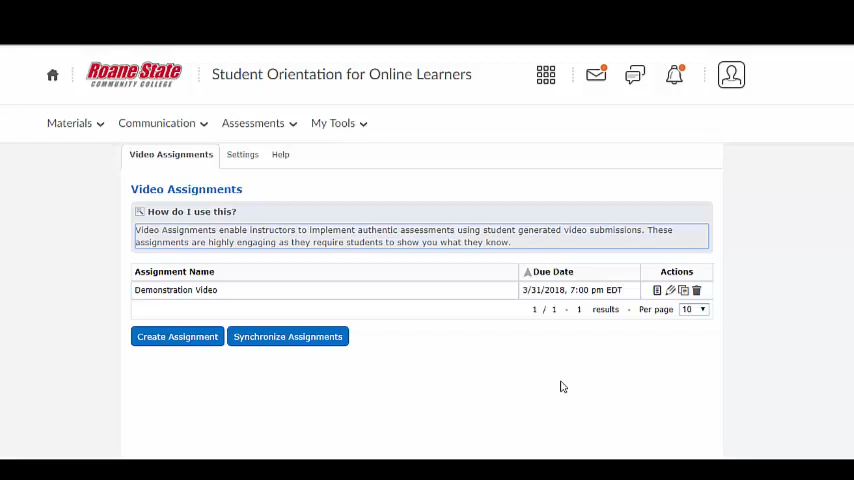 Roane State
COMMUNITY COLLEGE
Student Orientation for Online Learners
Materials Communication Assessments My Tools
Video Assignments Settings Help
Video Assignments
How do I use this?
Video Assignments enable instructors to implement authentic assessments using student generated video submissions. These
assignments are highly engaging as they require students to show you what they know.
Assignment Name Due Date Actions
Demonstration Video 3/31/2018, 7:00 pm EDT
1 / 1 - 1 results - Per page 10
Create Assignment Synchronize Assignments